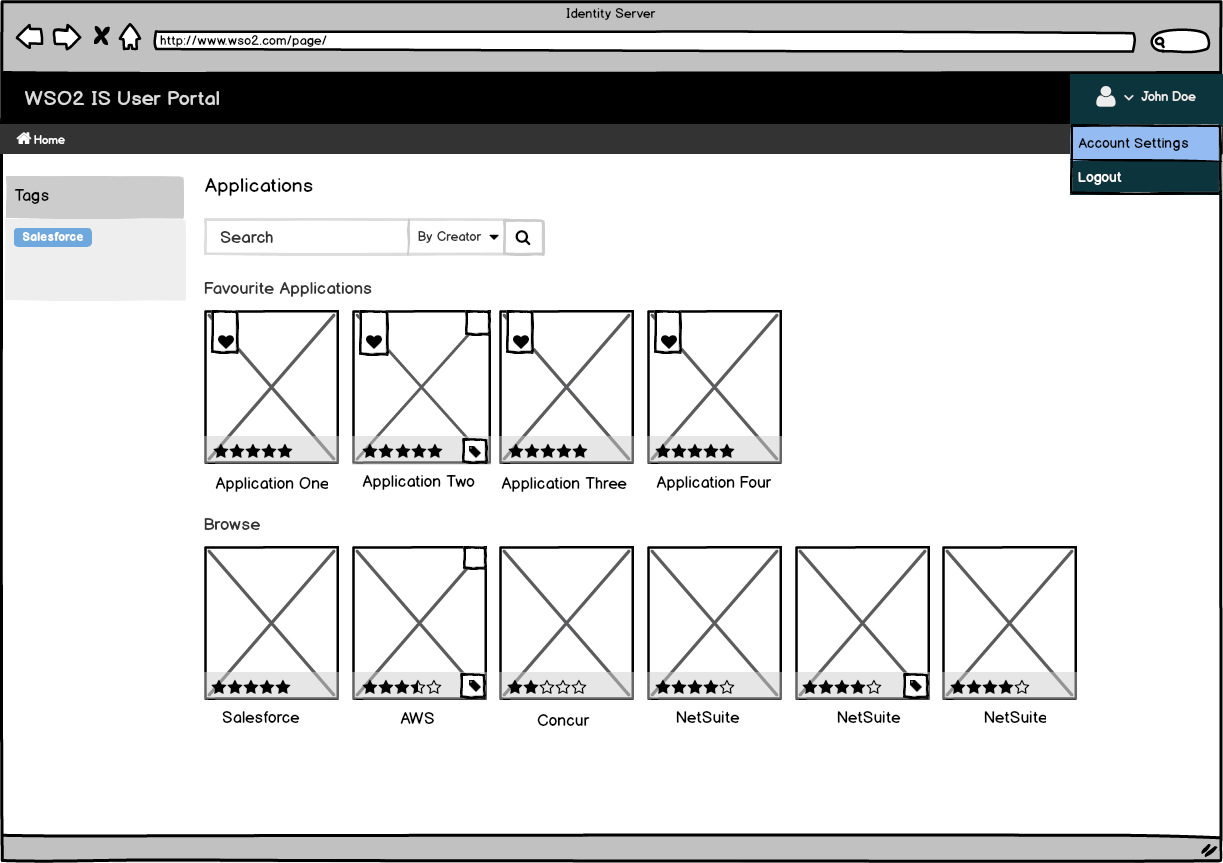 Identity Server
http://www.wso2.com/page/
WSO2 IS User Portal
John Doe
Home
Account Settings
Logout
Tags
Salesforce
Applications
Search
By Creator
Favourite Applications
Application One
Application Two
Application Three
Application Four
Browse
Salesforce
AWS
Concur
NetSuite
NetSuite
NetSuite